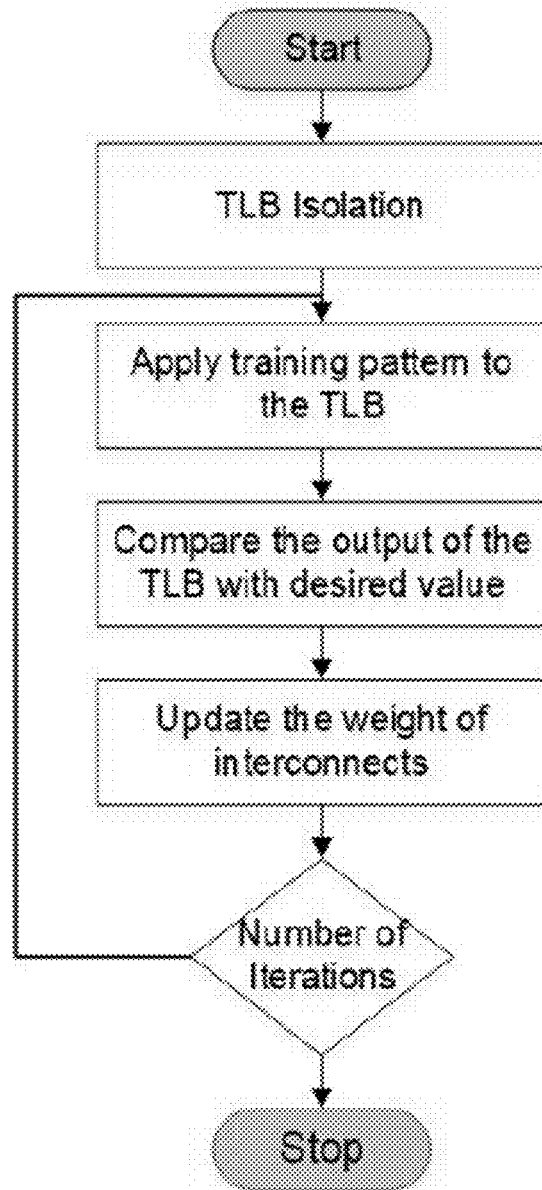 Start
TLB Isolation
Apply training pattern to
the TLB
Compare the output of the
TLB with desired value
Update the weight of
interconnects
Number of
Iterations
Stop